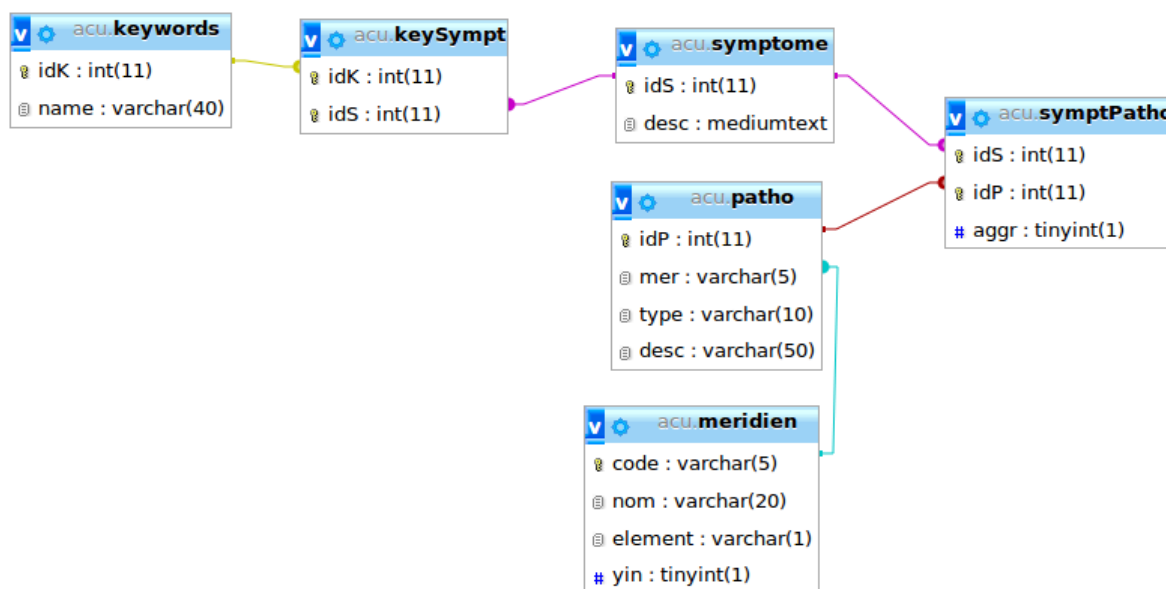 v acu.keywords
idK : int(11)
name : varchar(40)
v acu.keySympt
idK : int(11)
idS : int(11)
v acu.symptome
idS : int(11)
desc : mediumtext
v acu.symptPatho
idS : int(11)
idP : int(11)
# aggr : tinyint(1)
v acu.patho
idP : int(11)
mer : varchar(5)
type : varchar(10)
desc : varchar(50)
v acu.meridien
code : varchar(5)
nom : varchar(20)
element : varchar(1)
# yin : tinyint(1)